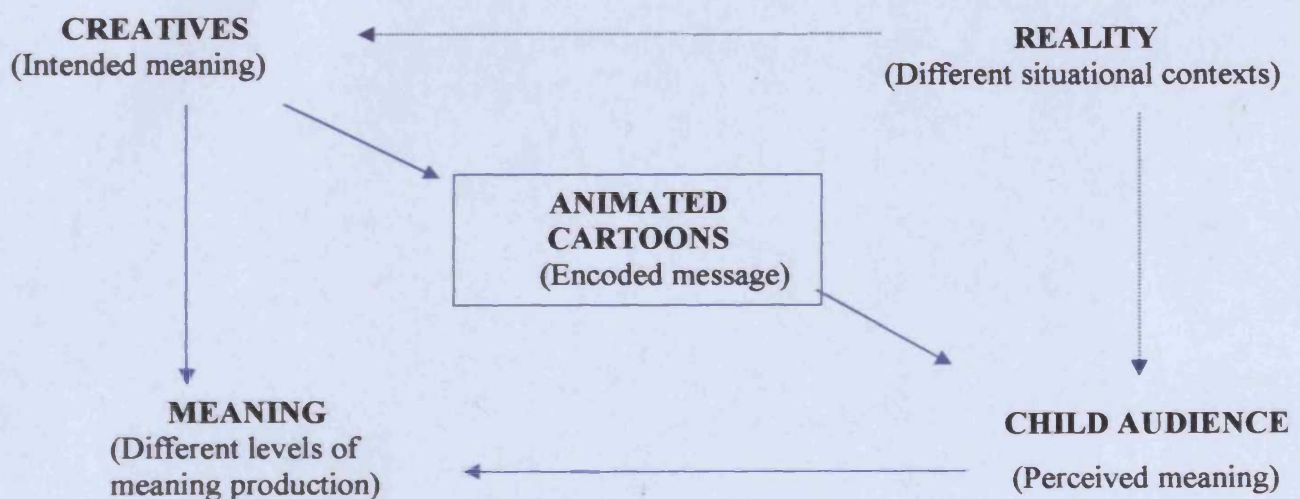 CREATIVES
(Intended meaning)
REALITY
(Different situational contexts)
ANIMATED
CARTOONS
(Encoded message)
MEANING
(Different levels of
meaning production)
CHILD AUDIENCE
(Perceived meaning)